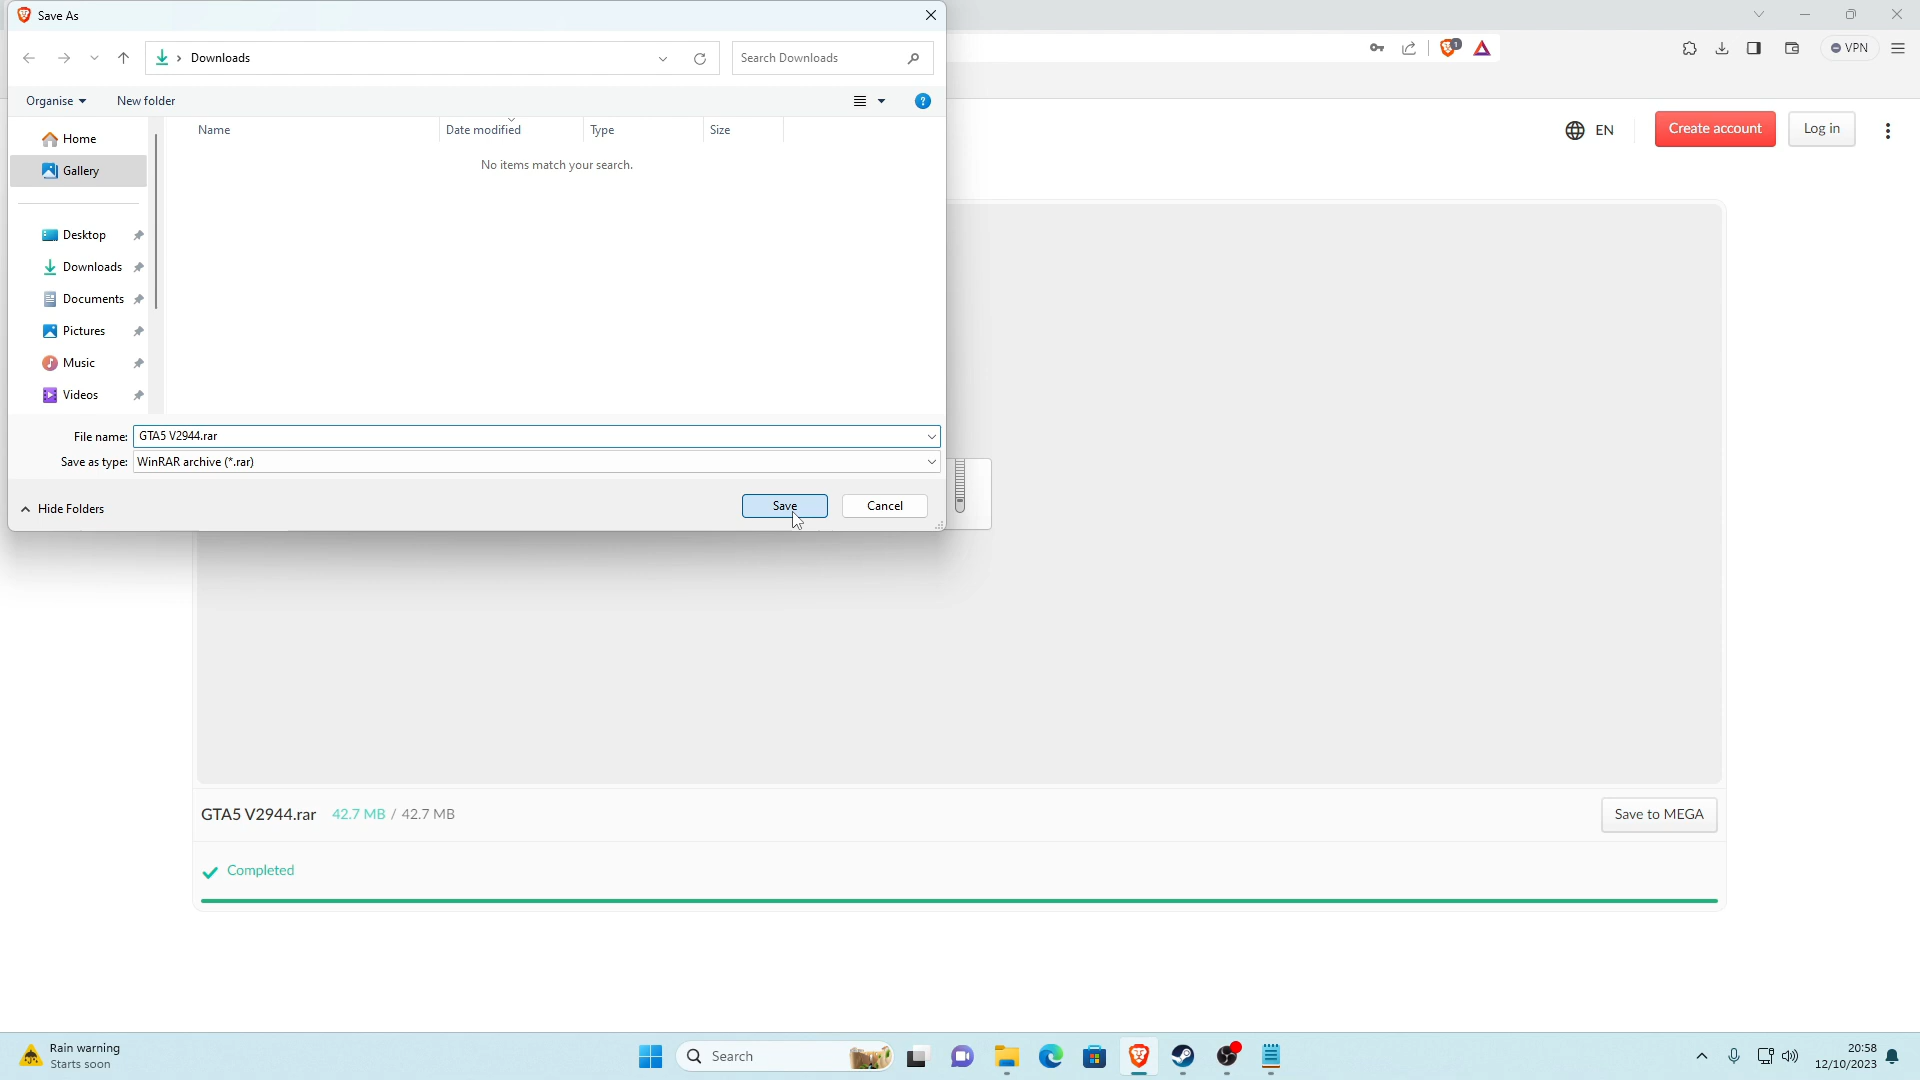 Save As
Downloads
Search Downloads
Organise
New folder
?
Name
Date modified
Type
Size
No items match your search.
Home
Gallery
Desktop
Downloads
Documents
Pictures
Music
Videos
File name: GTA5 V2944.rar
Save as type: WinRAR archive (*.rar)
Hide Folders
Save
Cancel
1
VPN
EN
Create account
Log in
GTA5 V2944.rar 42.7 MB / 42.7 MB
Save to MEGA
Completed
Rain warning
Starts soon
Search
20:58
12/10/2023